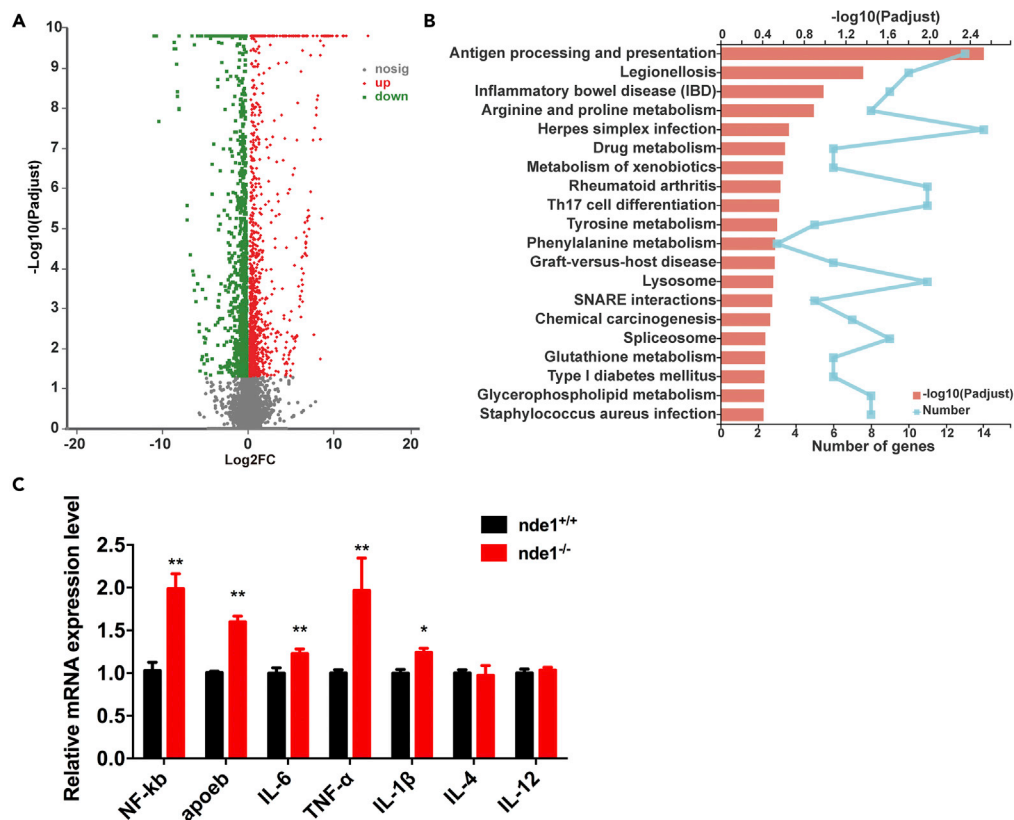 A
10
9
8
7
6
5
4
3
2
1
0
-Log10(Padjust)
nosig
up
down
-20
-10
0
10
20
Log2FC
B
-log10(Padjust)
0 0.4 0.8 1.2 1.6 2.0 2.4
Antigen processing and presentation
Legionellosis
Inflammatory bowel disease (IBD)
Arginine and proline metabolism
Herpes simplex infection
Drug metabolism
Metabolism of xenobiotics
Rheumatoid arthritis
Th17 cell differentiation
Tyrosine metabolism
Phenylalanine metabolism
Graft-versus-host disease
Lysosome
SNARE interactions
Chemical carcinogenesis
Spliceosome
Glutathione metabolism
Type I diabetes mellitus
Glycerophospholipid metabolism
Staphylococcus aureus infection
-log10(Padjust)
Number
0 2 4 6 8 10 12 14
Number of genes
C
nde1+/+
nde1-/-
Relative mRNA expression level
2.5
2.0
1.5
1.0
0.5
0.0
**
**
**
**
*
NF-kb
apoeb
IL-6
TNF-α
IL-1β
IL-4
IL-12